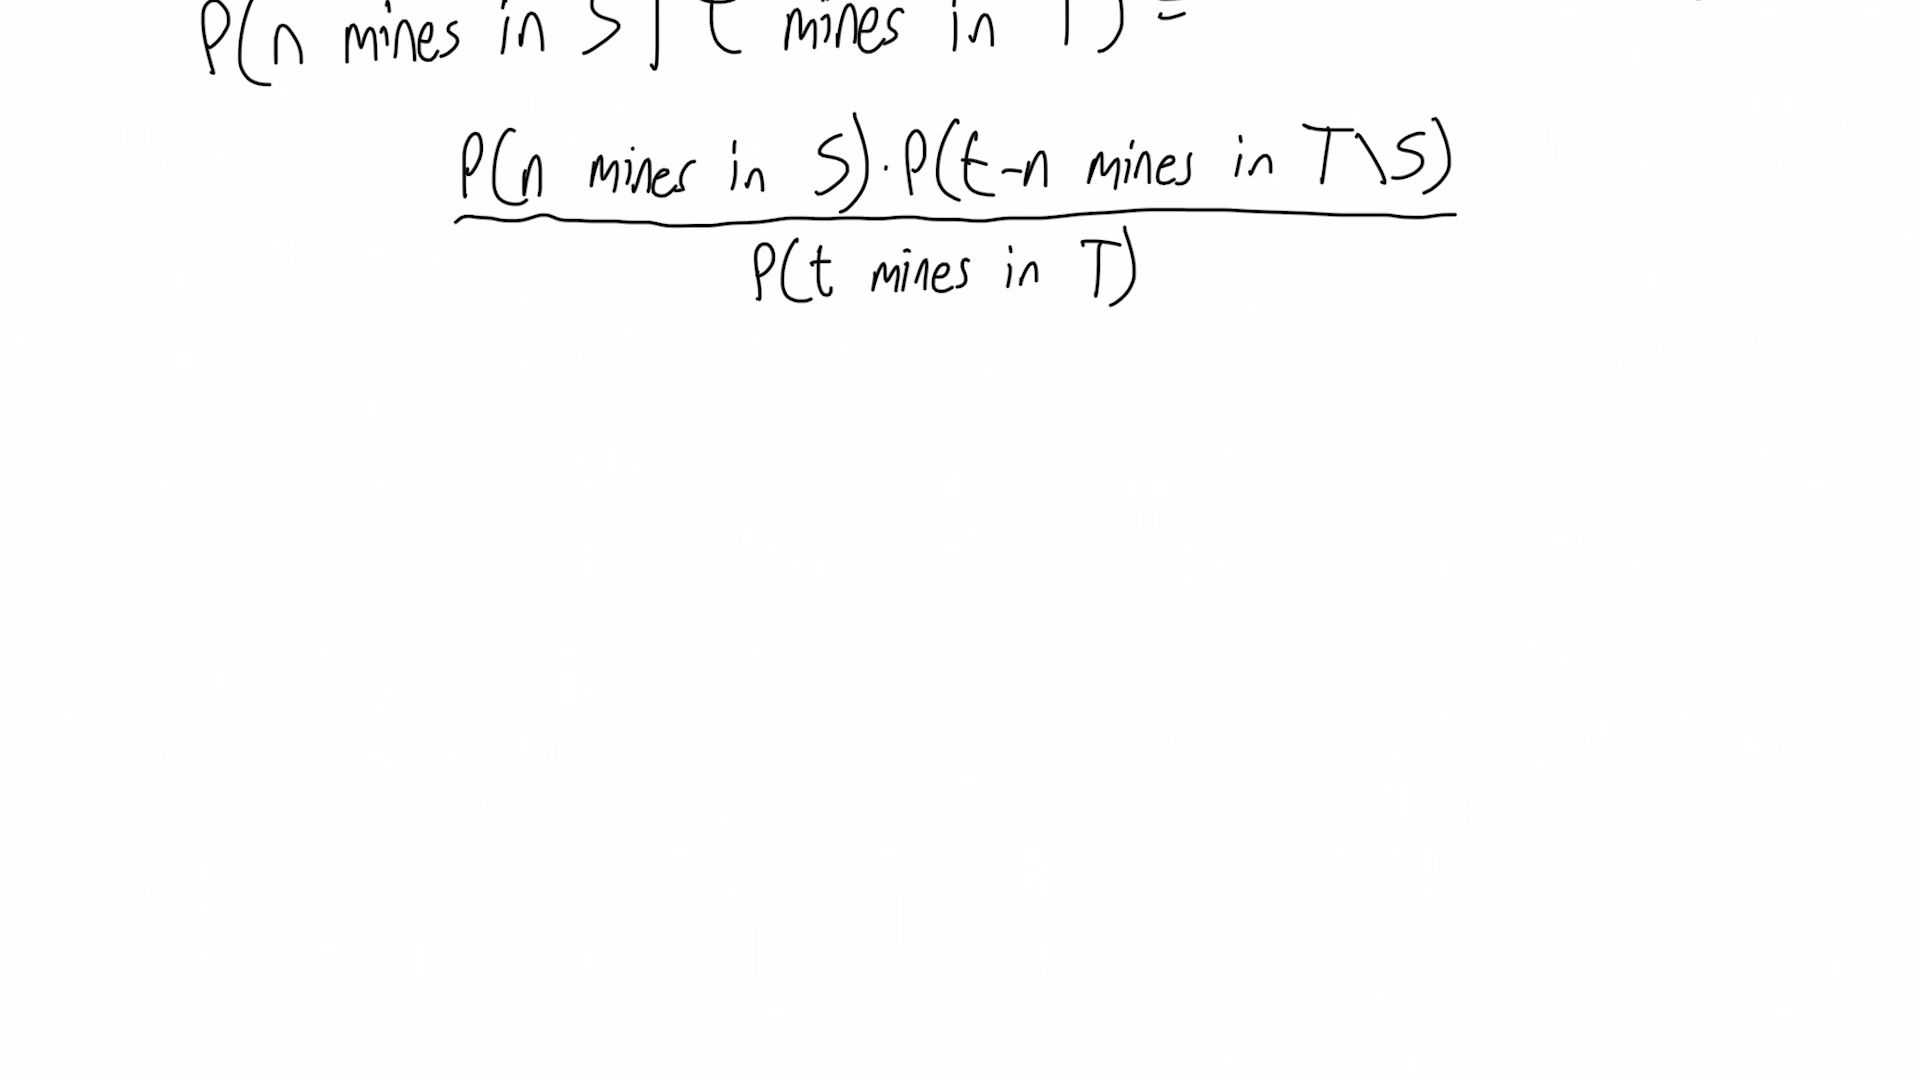 P(n mines in S | t mines in T) =
P(n mines in S) · P(t-n mines in T\S)
P(t mines in T)